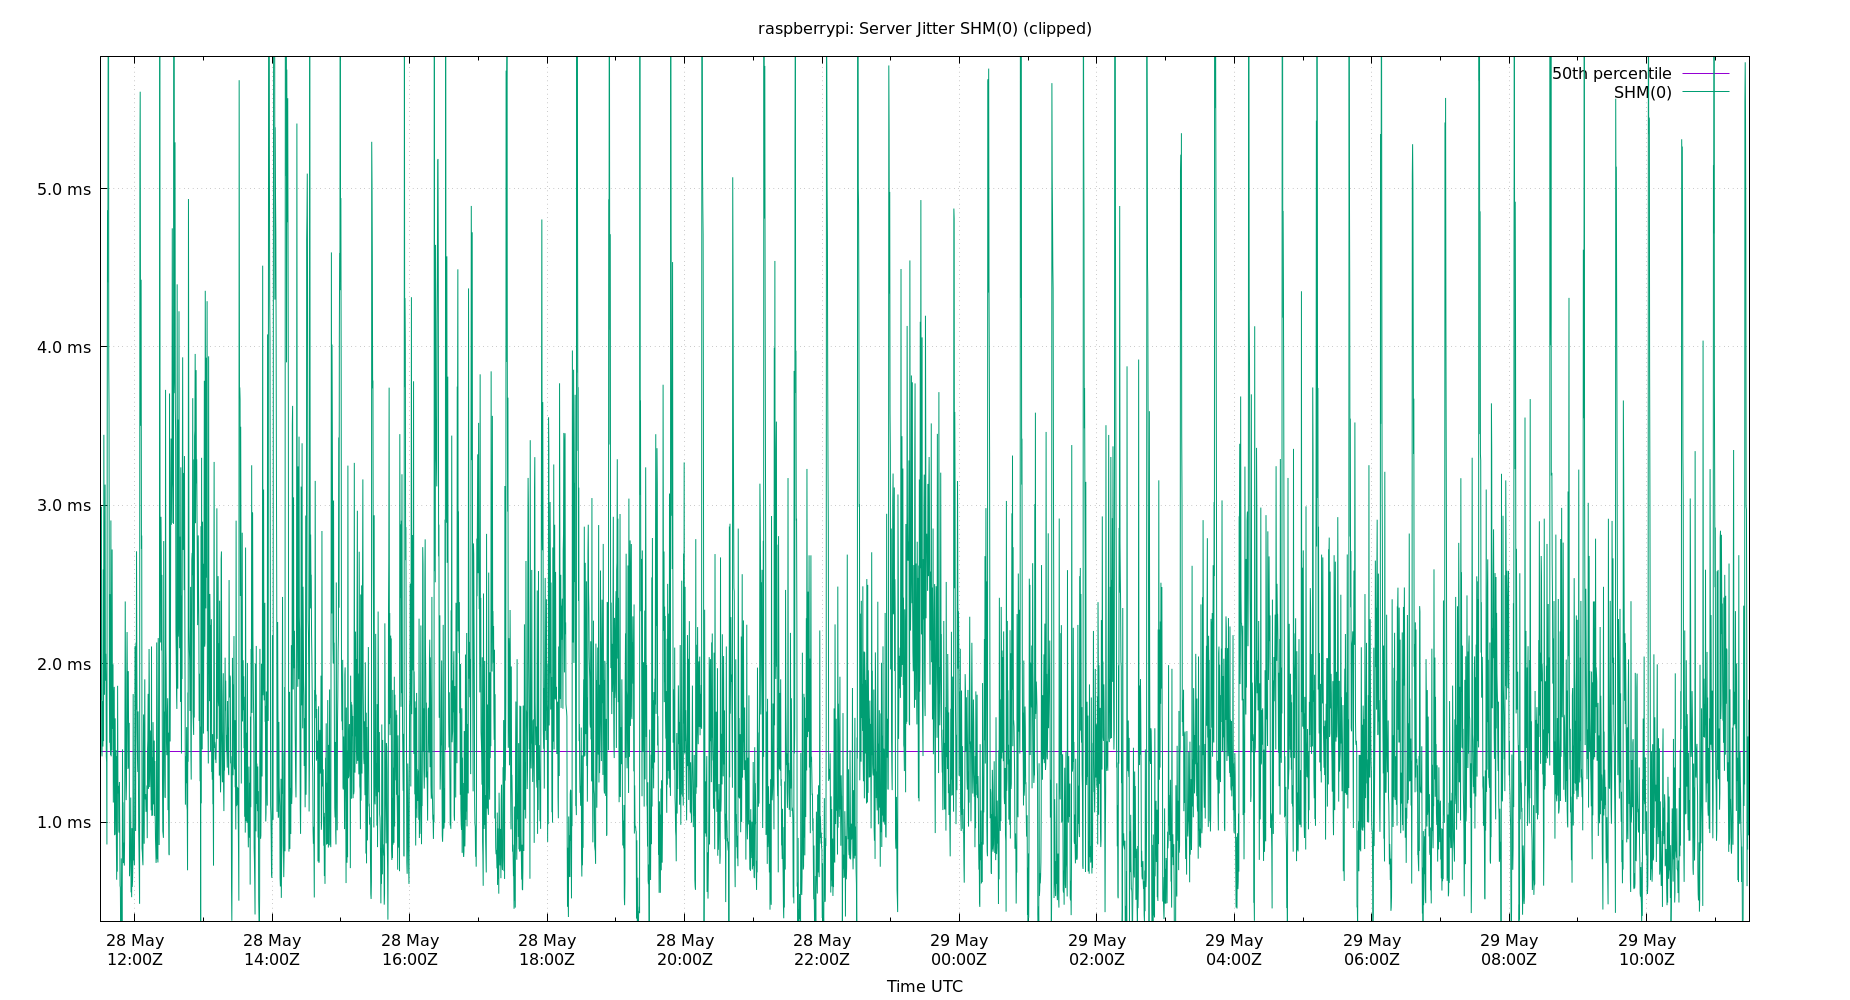 raspberrypi: Server Jitter SHM(0) (clipped)
50th percentile
SHM(0)
5.0 ms
4.0 ms
3.0 ms
2.0 ms
1.0 ms
28 May 28 May 28 May 28 May 28 May 28 May 29 May 29 May 29 May 29 May 29 May 29 May
12:00Z 14:00Z 16:00Z 18:00Z 20:00Z 22:00Z 00:00Z 02:00Z 04:00Z 06:00Z 08:00Z 10:00Z
Time UTC